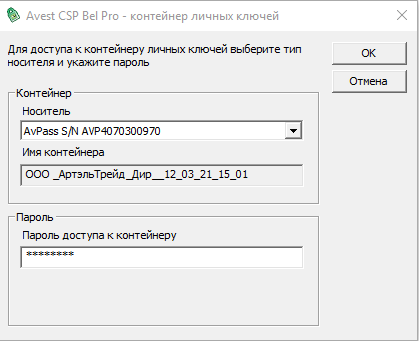 Avest CSP Bel Pro - контейнер личных ключей
Для доступа к контейнеру личных ключей выберите тип
носителя и укажите пароль
OK
Отмена
Контейнер
Носитель
AvPass S/N AVP4070300970
Имя контейнера
ООО _АртэльТрейд_Дир__12_03_21_15_01
Пароль
Пароль доступа к контейнеру
********